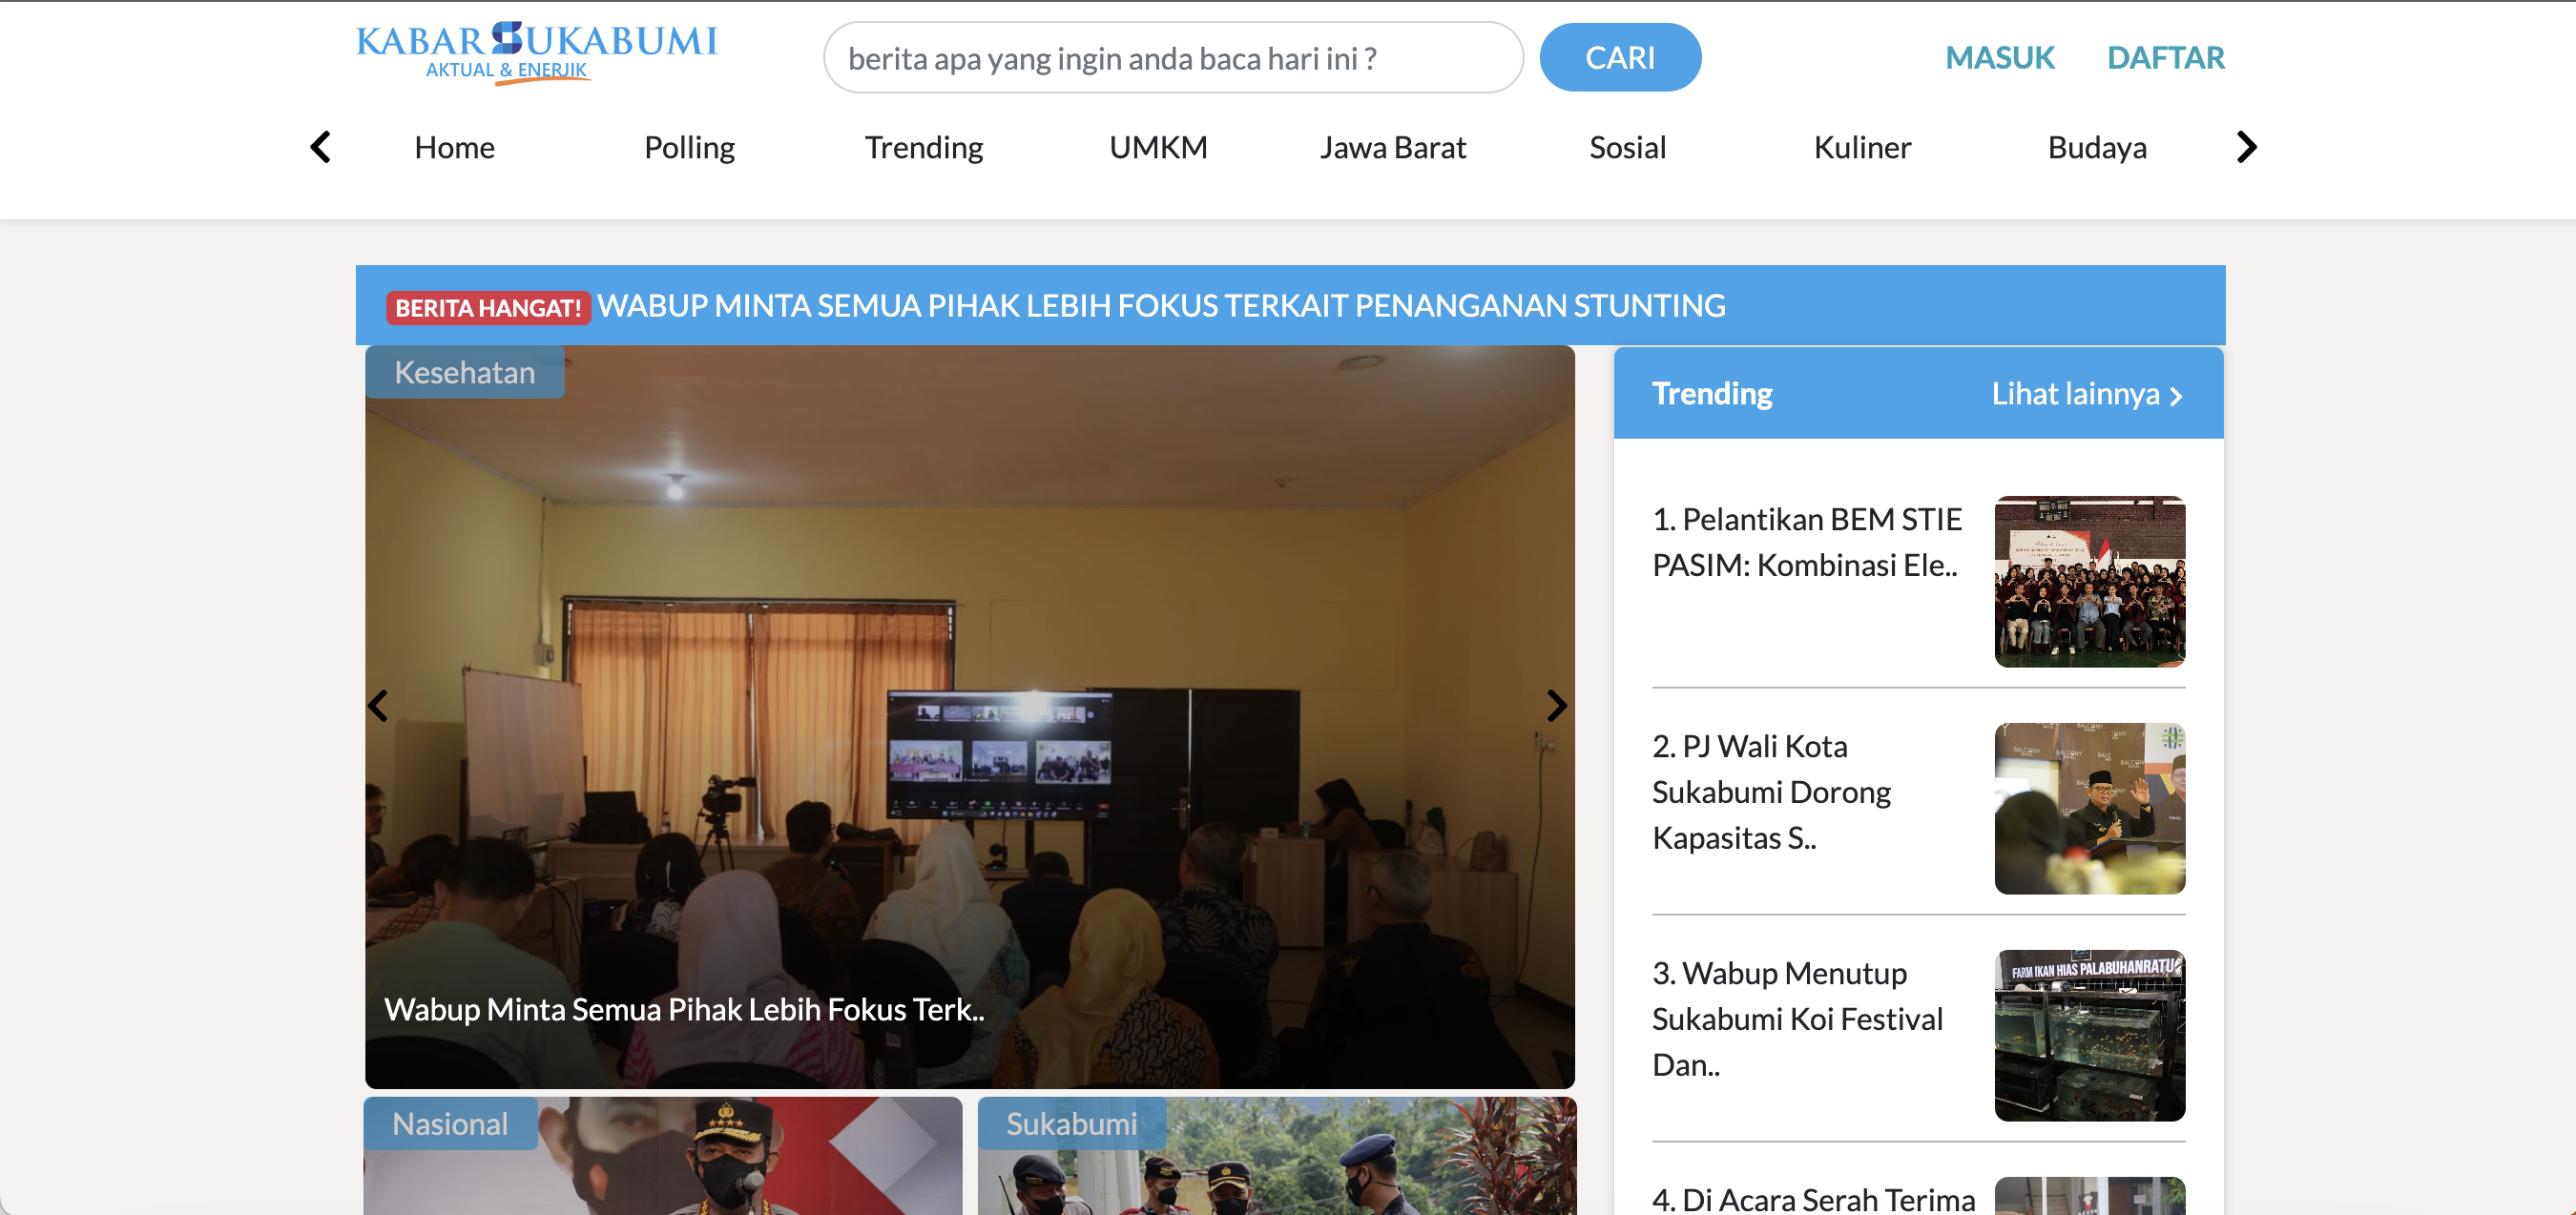 KABAR SUKABUMI
AKTUAL & ENERJIK
berita apa yang ingin anda baca hari ini ?
CARI
MASUK
DAFTAR
Home
Polling
Trending
UMKM
Jawa Barat
Sosial
Kuliner
Budaya
BERITA HANGAT! WABUP MINTA SEMUA PIHAK LEBIH FOKUS TERKAIT PENANGANAN STUNTING
Kesehatan
Wabup Minta Semua Pihak Lebih Fokus Terk..
Nasional
Sukabumi
Trending
Lihat lainnya
1. Pelantikan BEM STIE
PASIM: Kombinasi Ele..
2. PJ Wali Kota
Sukabumi Dorong
Kapasitas S..
BALCONY
3. Wabup Menutup
Sukabumi Koi Festival
Dan..
FARM IKAN HIAS PALABUHANRATU
4. Di Acara Serah Terima